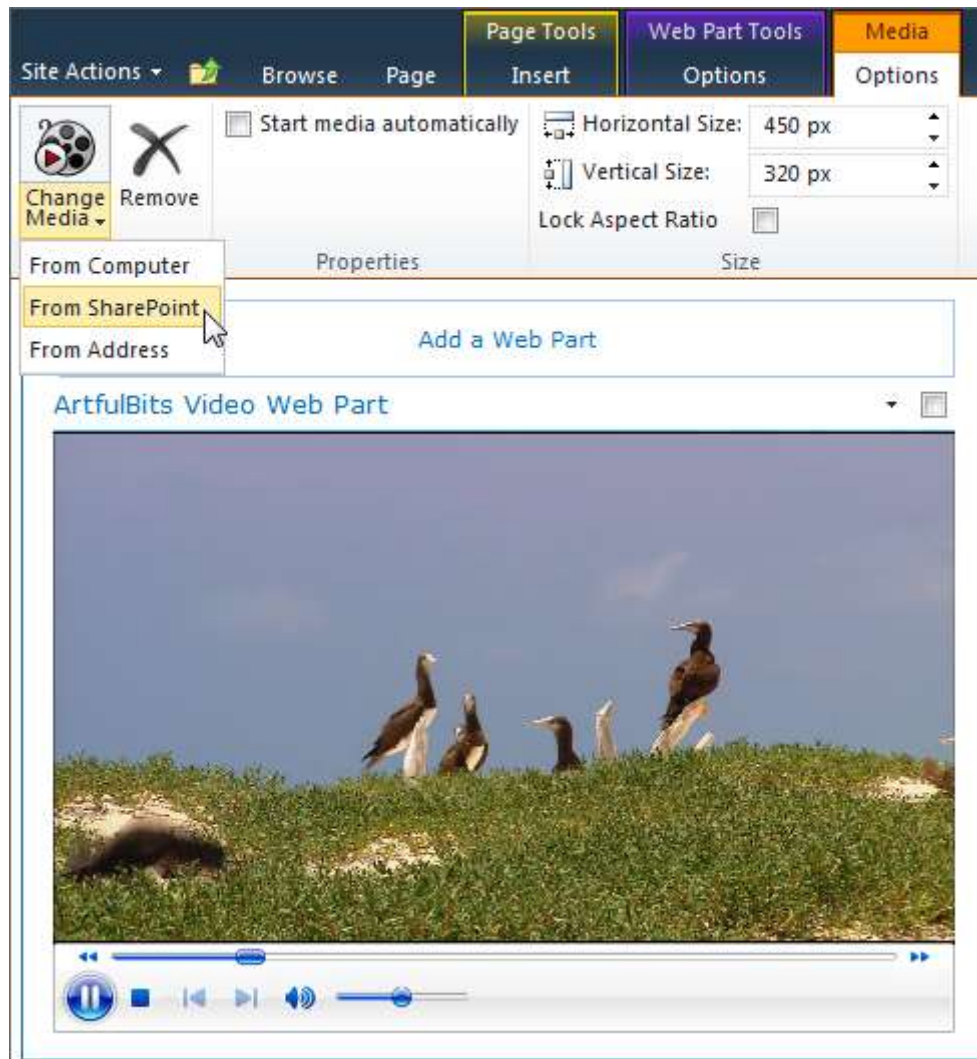 Page Tools Web Part Tools Media
Site Actions Browse Page Insert Options Options
Start media automatically Horizontal Size: 450 px
Change Media Remove Vertical Size: 320 px
Lock Aspect Ratio
Properties Size
From Computer
From SharePoint
From Address
Add a Web Part
ArtfulBits Video Web Part